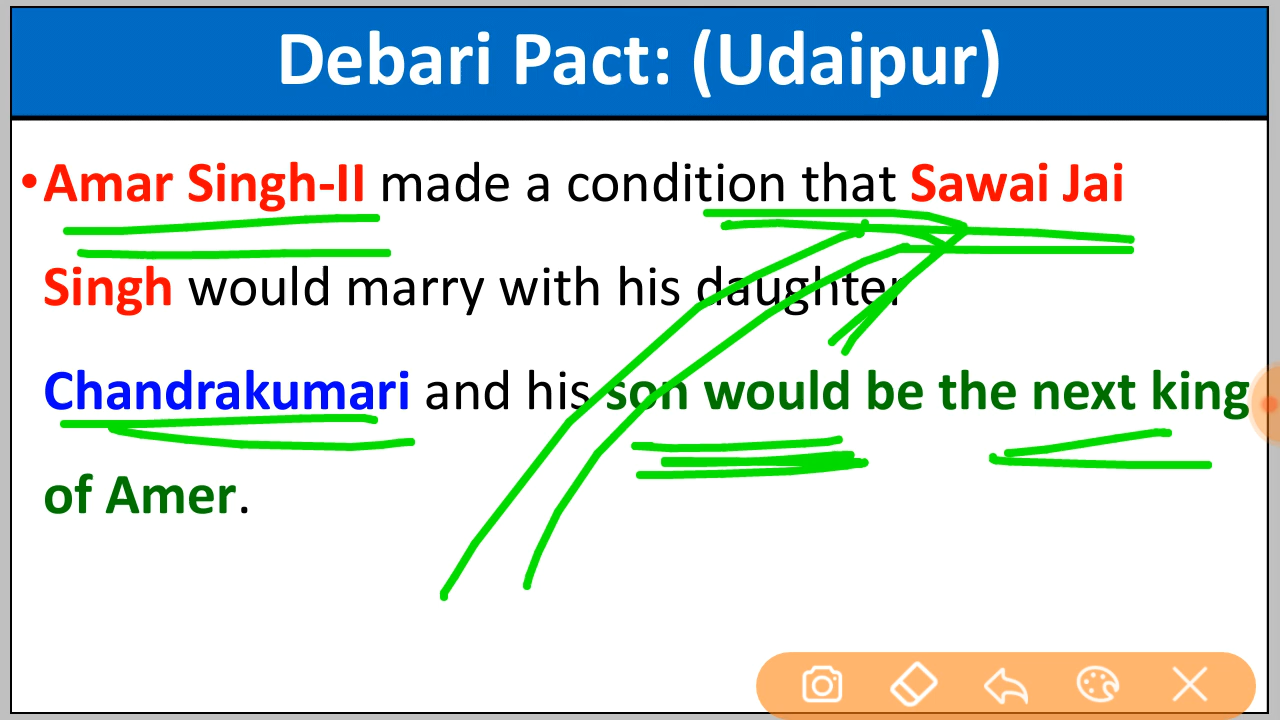 Debari Pact: (Udaipur)
•Amar Singh-II made a condition that Sawai Jai
Singh would marry with his daughter
Chandrakumari and his son would be the next king
of Amer.